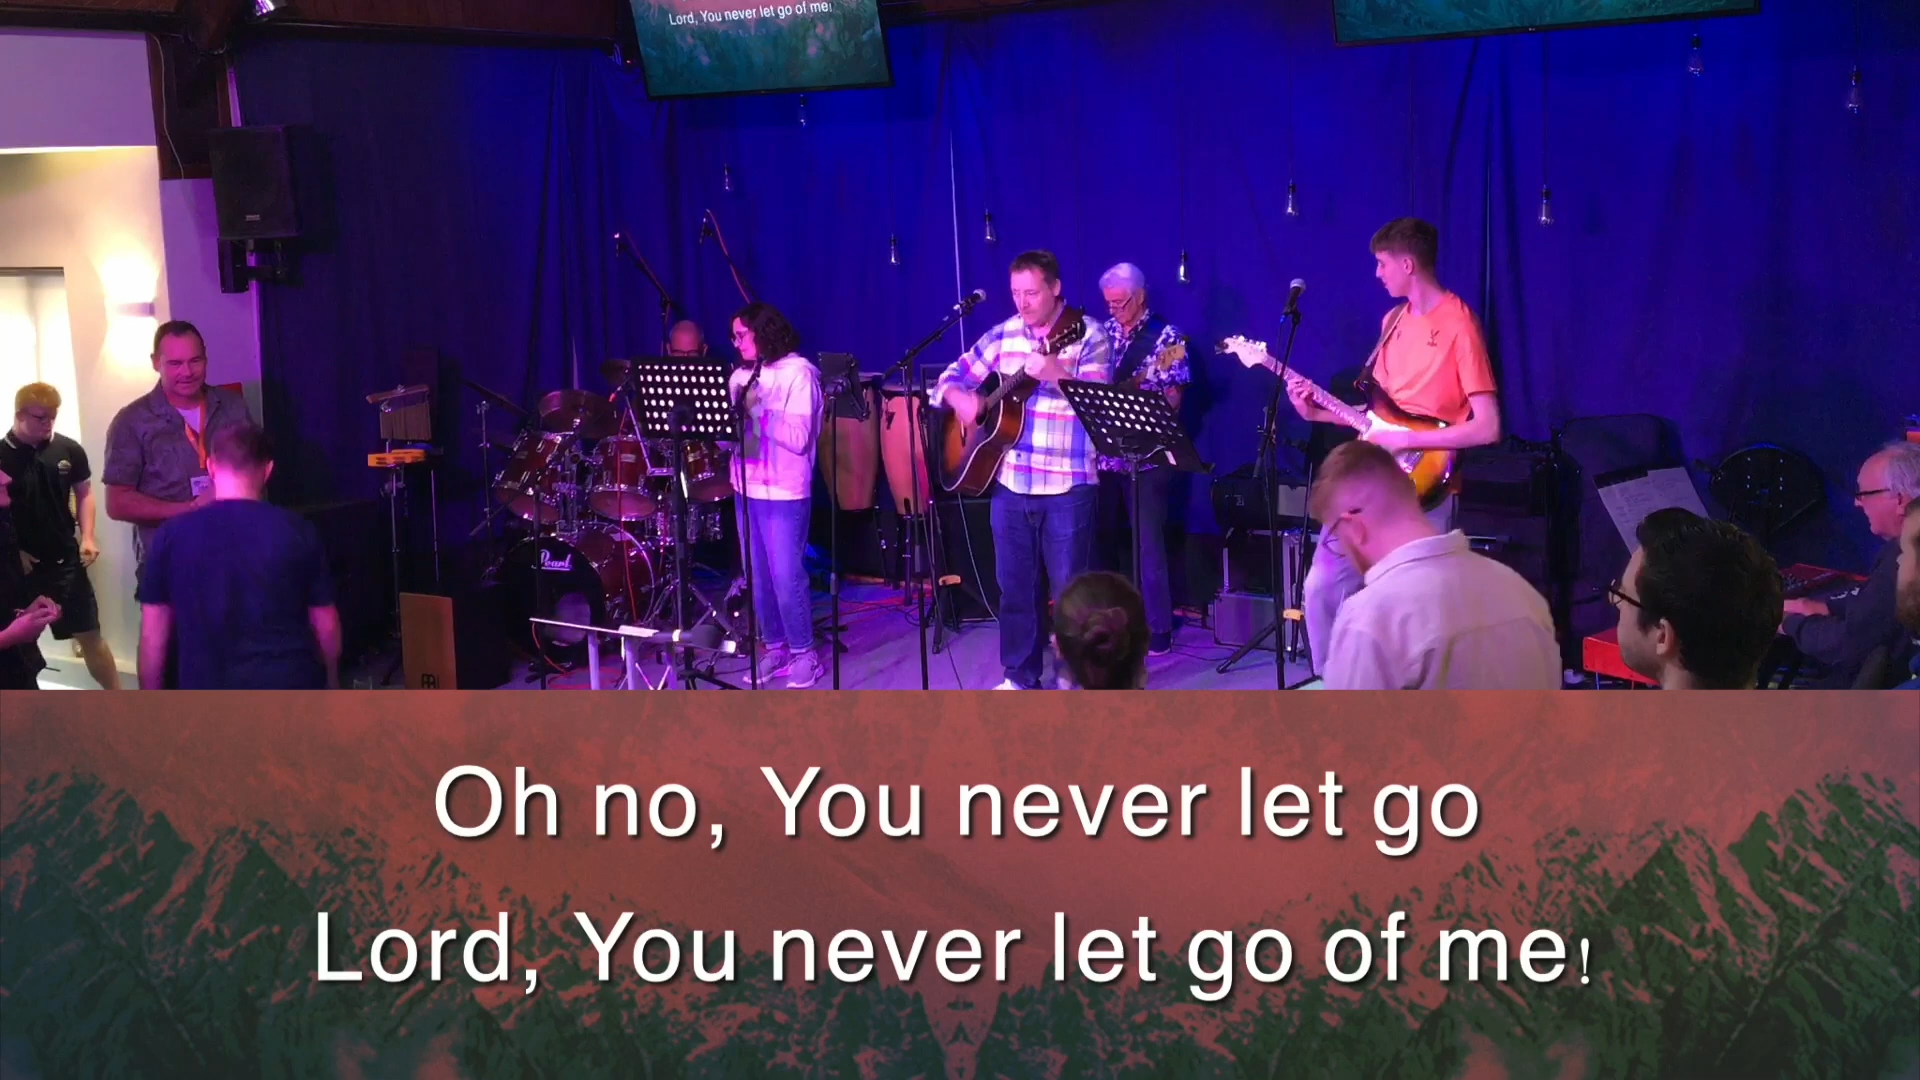 Lord, You never let go of me!
Pearl
Oh no, You never let go
Lord, You never let go of me!